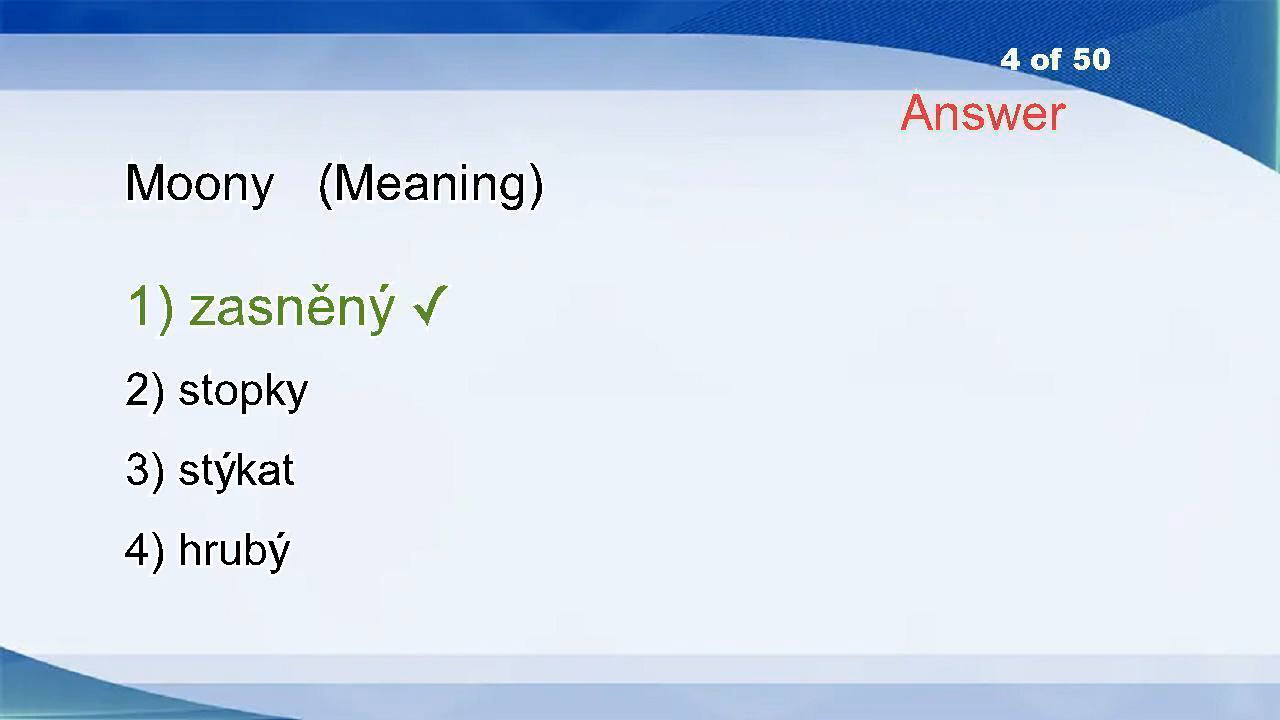 4 of 50
Answer
Moony (Meaning)
1) zasněný ✓
2) stopky
3) stýkat
4) hrubý